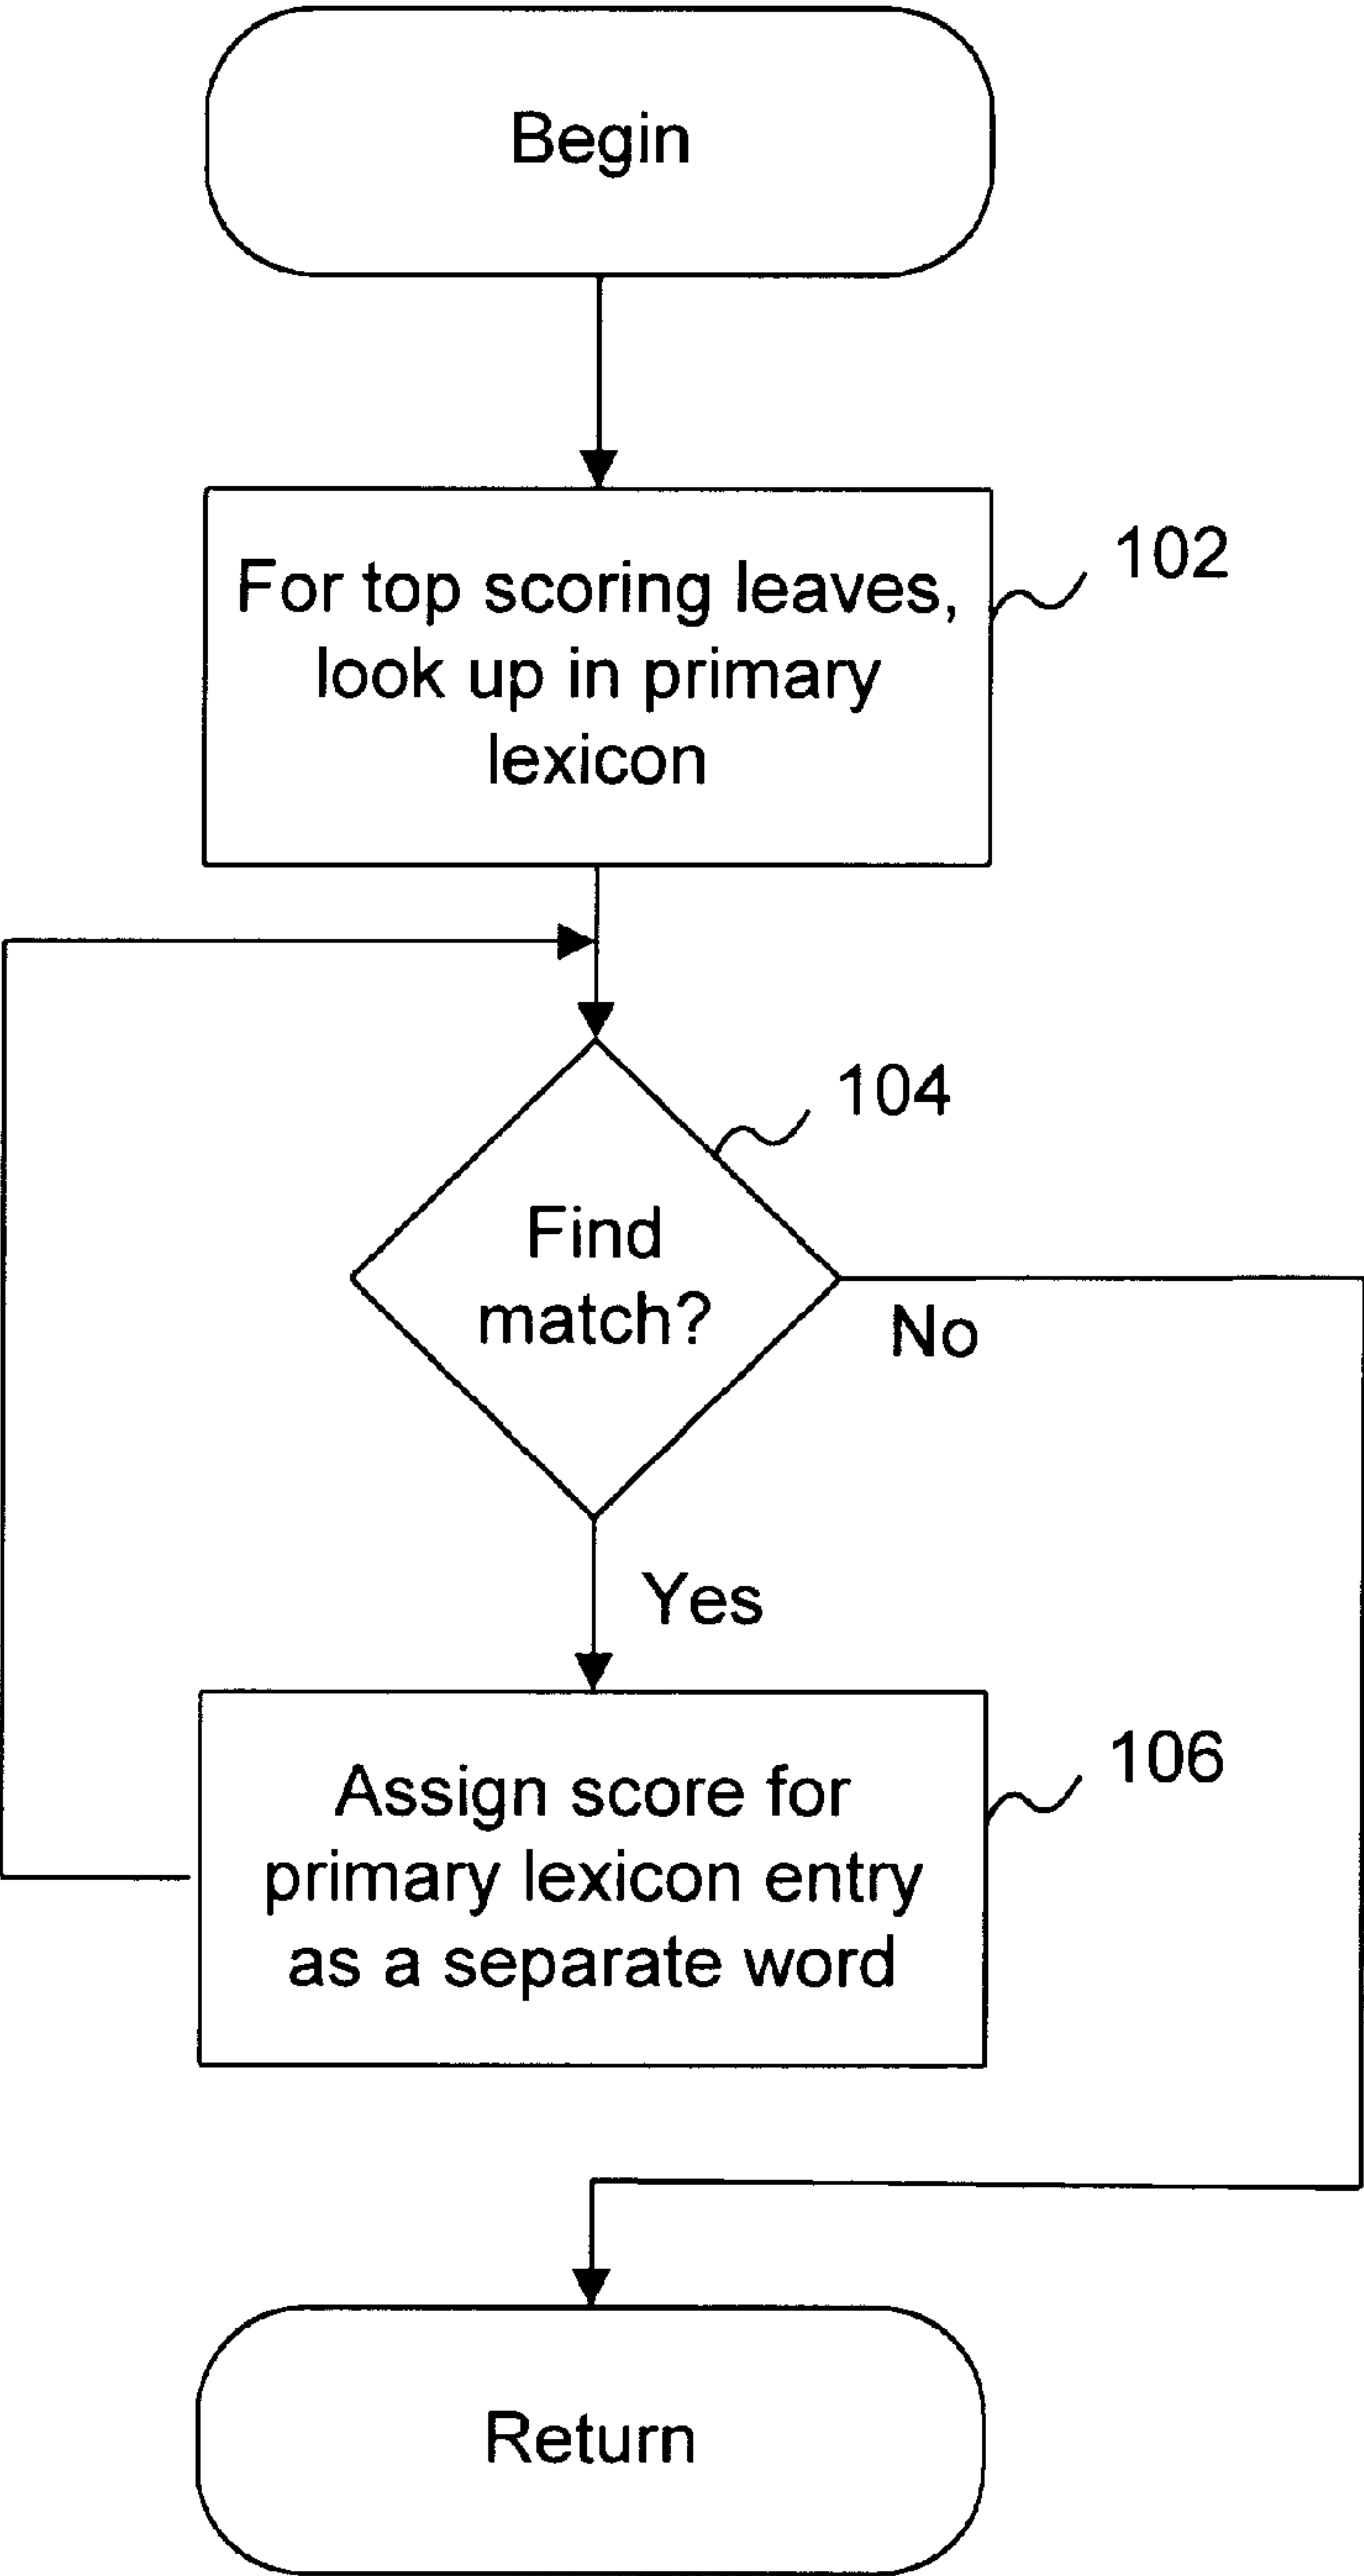 Begin
For top scoring leaves,
look up in primary
lexicon
102
104
Find
match?
No
Yes
Assign score for
primary lexicon entry
as a separate word
106
Return